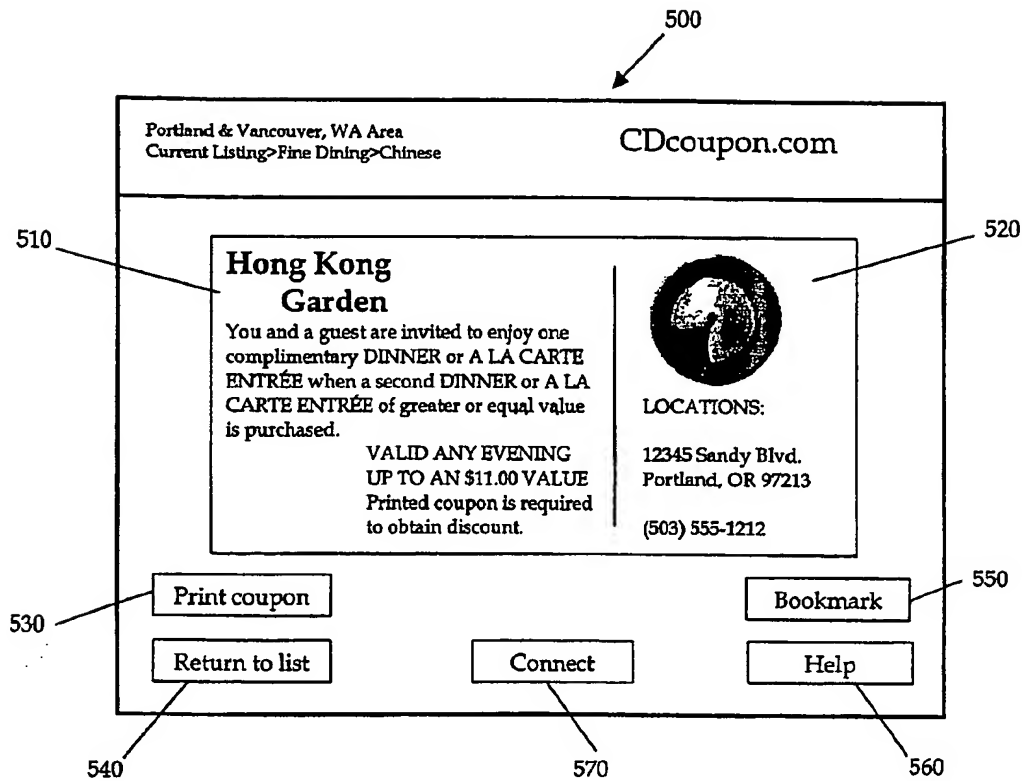 500
Portland & Vancouver, WA Area
Current Listing>Fine Dining>Chinese
CDcoupon.com
510
520
Hong Kong
Garden
You and a guest are invited to enjoy one
complimentary DINNER or A LA CARTE
ENTRÉE when a second DINNER or A LA
CARTE ENTRÉE of greater or equal value
is purchased.
VALID ANY EVENING
UP TO AN $11.00 VALUE
Printed coupon is required
to obtain discount.
LOCATIONS:
12345 Sandy Blvd.
Portland, OR 97213
(503) 555-1212
530
Print coupon
Bookmark
550
Return to list
Connect
Help
540
570
560